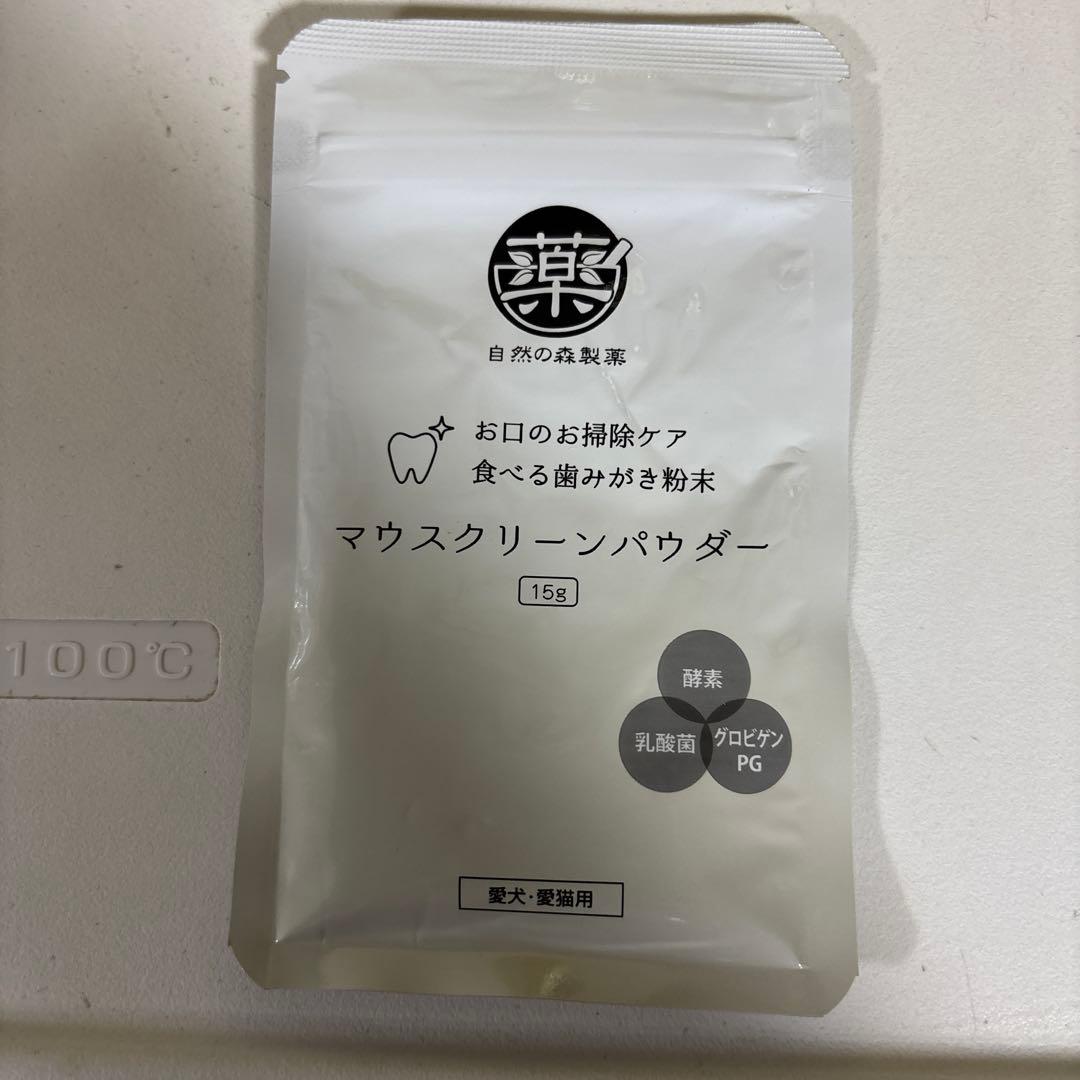 薬
自然の森製薬
お口のお掃除ケア
食べる歯みがき粉末
マウスクリーンパウダー
15g
100℃
酵素
乳酸菌
グロビゲン
PG
愛犬・愛猫用